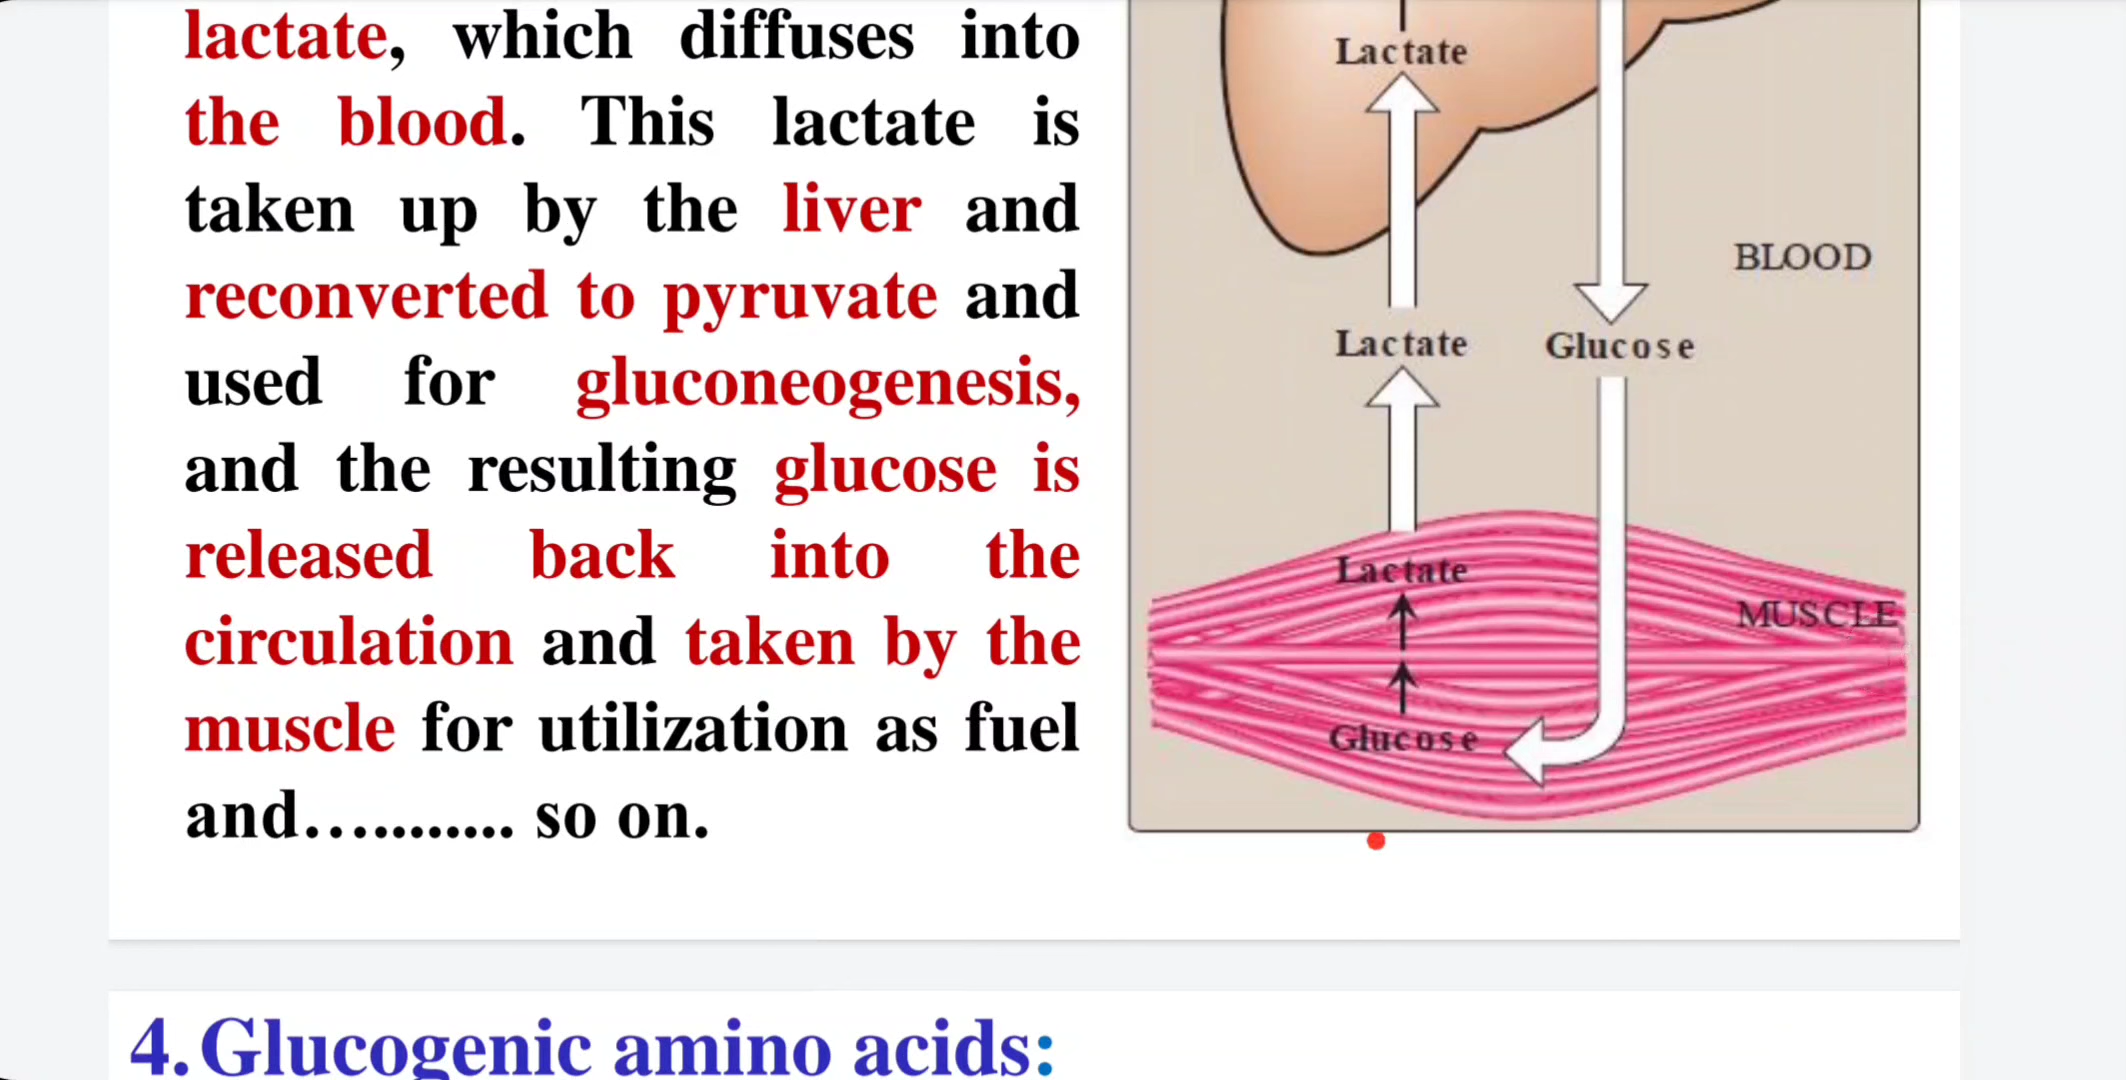 lactate, which diffuses into
the blood. This lactate is
taken up by the liver and
reconverted to pyruvate and
used for gluconeogenesis,
and the resulting glucose is
released back into the
circulation and taken by the
muscle for utilization as fuel
and…......... so on.
Lactate
BLOOD
Lactate Glucose
Lactate
MUSCLE
Glucose
4. Glucogenic amino acids: